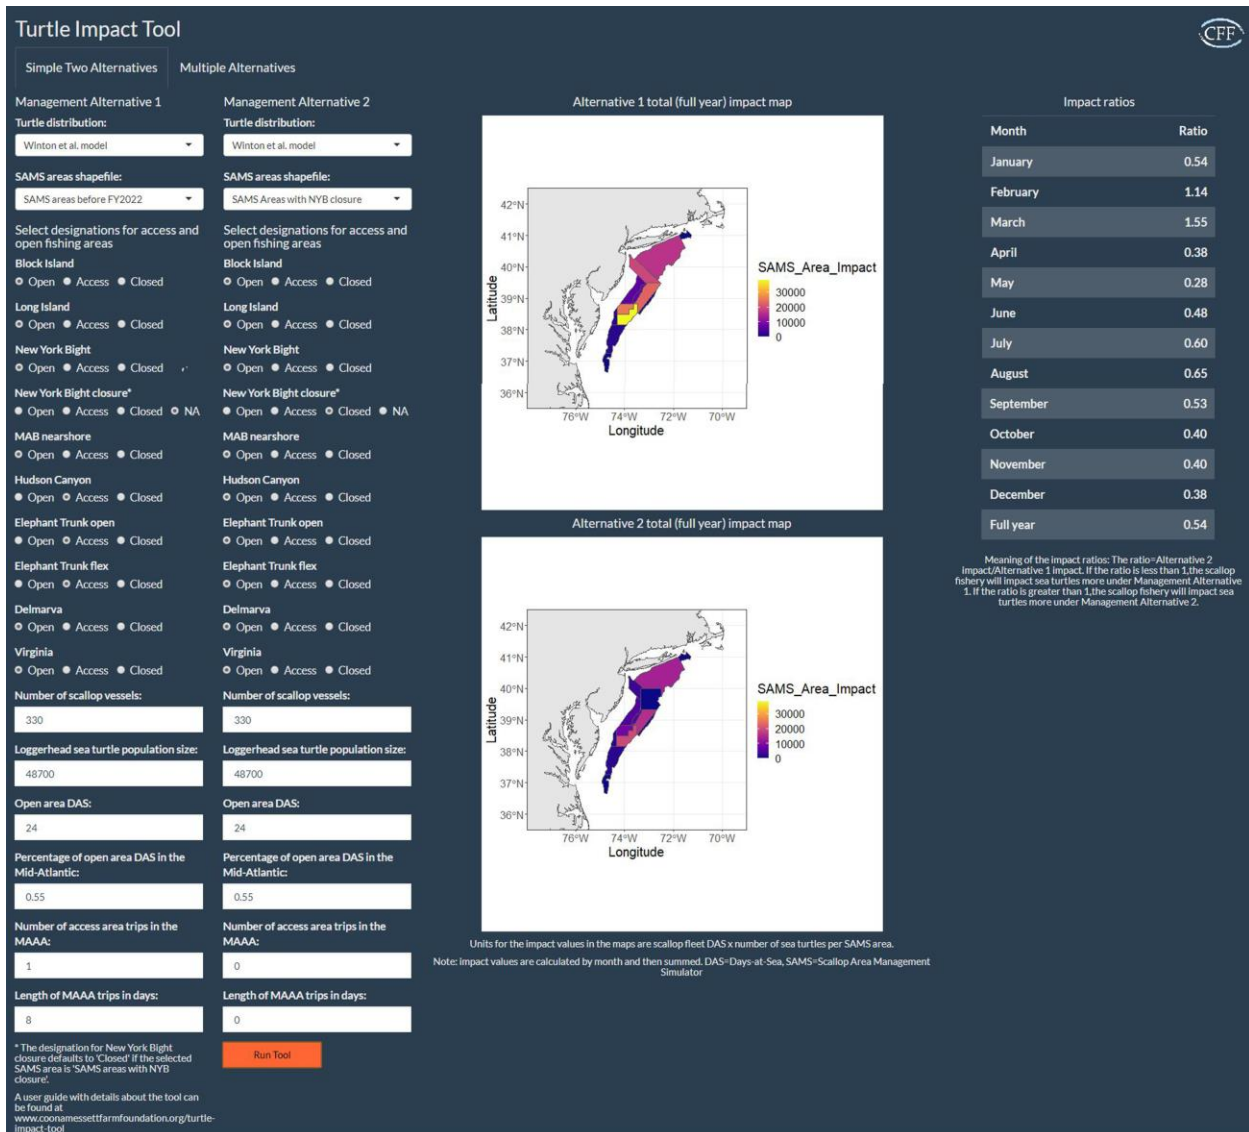 Turtle Impact Tool
CFF
Simple Two Alternatives
Multiple Alternatives
Management Alternative 1
Turtle distribution:
Winton et al. model
SAMS areas shapefile:
SAMS areas before FY2022
Select designations for access and
open fishing areas
Block Island
Open Access Closed
Long Island
Open Access Closed
New York Bight
Open Access Closed
New York Bight closure*
Open Access Closed NA
MAB nearshore
Open Access Closed
Hudson Canyon
Open Access Closed
Elephant Trunk open
Open Access Closed
Elephant Trunk flex
Open Access Closed
Delmarva
Open Access Closed
Virginia
Open Access Closed
Number of scallop vessels:
330
Loggerhead sea turtle population size:
48700
Open area DAS:
24
Percentage of open area DAS in the
Mid-Atlantic:
0.55
Number of access area trips in the
MAAA:
1
Length of MAAA trips in days:
8
* The designation for New York Bight
closure defaults to 'Closed' if the selected
SAMS area is 'SAMS areas with NYB
closure'.
A user guide with details about the tool can
be found at
www.coonamessettfarmfoundation.org/turtle-
impact-tool
Management Alternative 2
Turtle distribution:
Winton et al. model
SAMS areas shapefile:
SAMS Areas with NYB closure
Select designations for access and
open fishing areas
Block Island
Open Access Closed
Long Island
Open Access Closed
New York Bight
Open Access Closed
New York Bight closure*
Open Access Closed NA
MAB nearshore
Open Access Closed
Hudson Canyon
Open Access Closed
Elephant Trunk open
Open Access Closed
Elephant Trunk flex
Open Access Closed
Delmarva
Open Access Closed
Virginia
Open Access Closed
Number of scallop vessels:
330
Loggerhead sea turtle population size:
48700
Open area DAS:
24
Percentage of open area DAS in the
Mid-Atlantic:
0.55
Number of access area trips in the
MAAA:
0
Length of MAAA trips in days:
0
Run Tool
Alternative 1 total (full year) impact map
42°N
41°N
40°N
39°N
38°N
37°N
36°N
Latitude
76°W 74°W 72°W 70°W
Longitude
SAMS_Area_Impact
30000
20000
10000
0
Alternative 2 total (full year) impact map
42°N
41°N
40°N
39°N
38°N
37°N
36°N
Latitude
76°W 74°W 72°W 70°W
Longitude
SAMS_Area_Impact
30000
20000
10000
0
Units for the impact values in the maps are scallop fleet DAS x number of sea turtles per SAMS area.
Note: impact values are calculated by month and then summed. DAS=Days-at-Sea, SAMS=Scallop Area Management
Simulator
Impact ratios
Month Ratio
January 0.54
February 1.14
March 1.55
April 0.38
May 0.28
June 0.48
July 0.60
August 0.65
September 0.53
October 0.40
November 0.40
December 0.38
Full year 0.54
Meaning of the impact ratios: The ratio=Alternative 2
impact/Alternative 1 impact. If the ratio is less than 1,the scallop
fishery will impact sea turtles more under Management Alternative
1. If the ratio is greater than 1,the scallop fishery will impact sea
turtles more under Management Alternative 2.